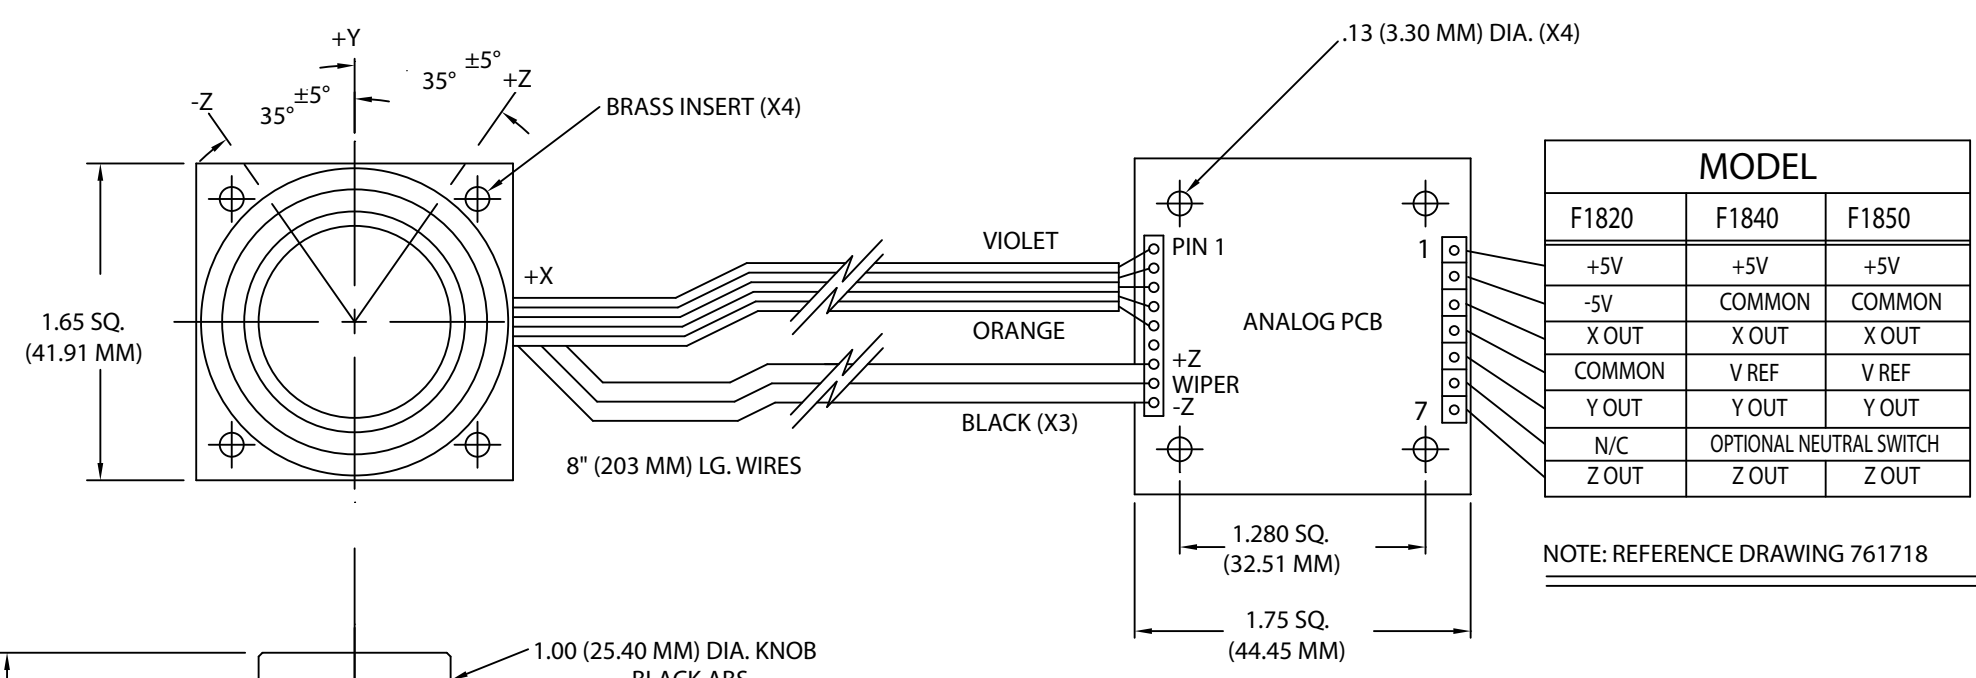 +Y
±5°
35°
+Z
-Z
±5°
35°
BRASS INSERT (X4)
.13 (3.30 MM) DIA. (X4)
+X
1.65 SQ.
(41.91 MM)
VIOLET
ORANGE
BLACK (X3)
8" (203 MM) LG. WIRES
PIN 1
+Z
WIPER
-Z
ANALOG PCB
1
7
1.280 SQ.
(32.51 MM)
1.75 SQ.
(44.45 MM)
MODEL
F1820 F1840 F1850
+5V +5V +5V
-5V COMMON COMMON
X OUT X OUT X OUT
COMMON V REF V REF
Y OUT Y OUT Y OUT
N/C OPTIONAL NEUTRAL SWITCH
Z OUT Z OUT Z OUT
NOTE: REFERENCE DRAWING 761718
1.00 (25.40 MM) DIA. KNOB
BLACK ABS